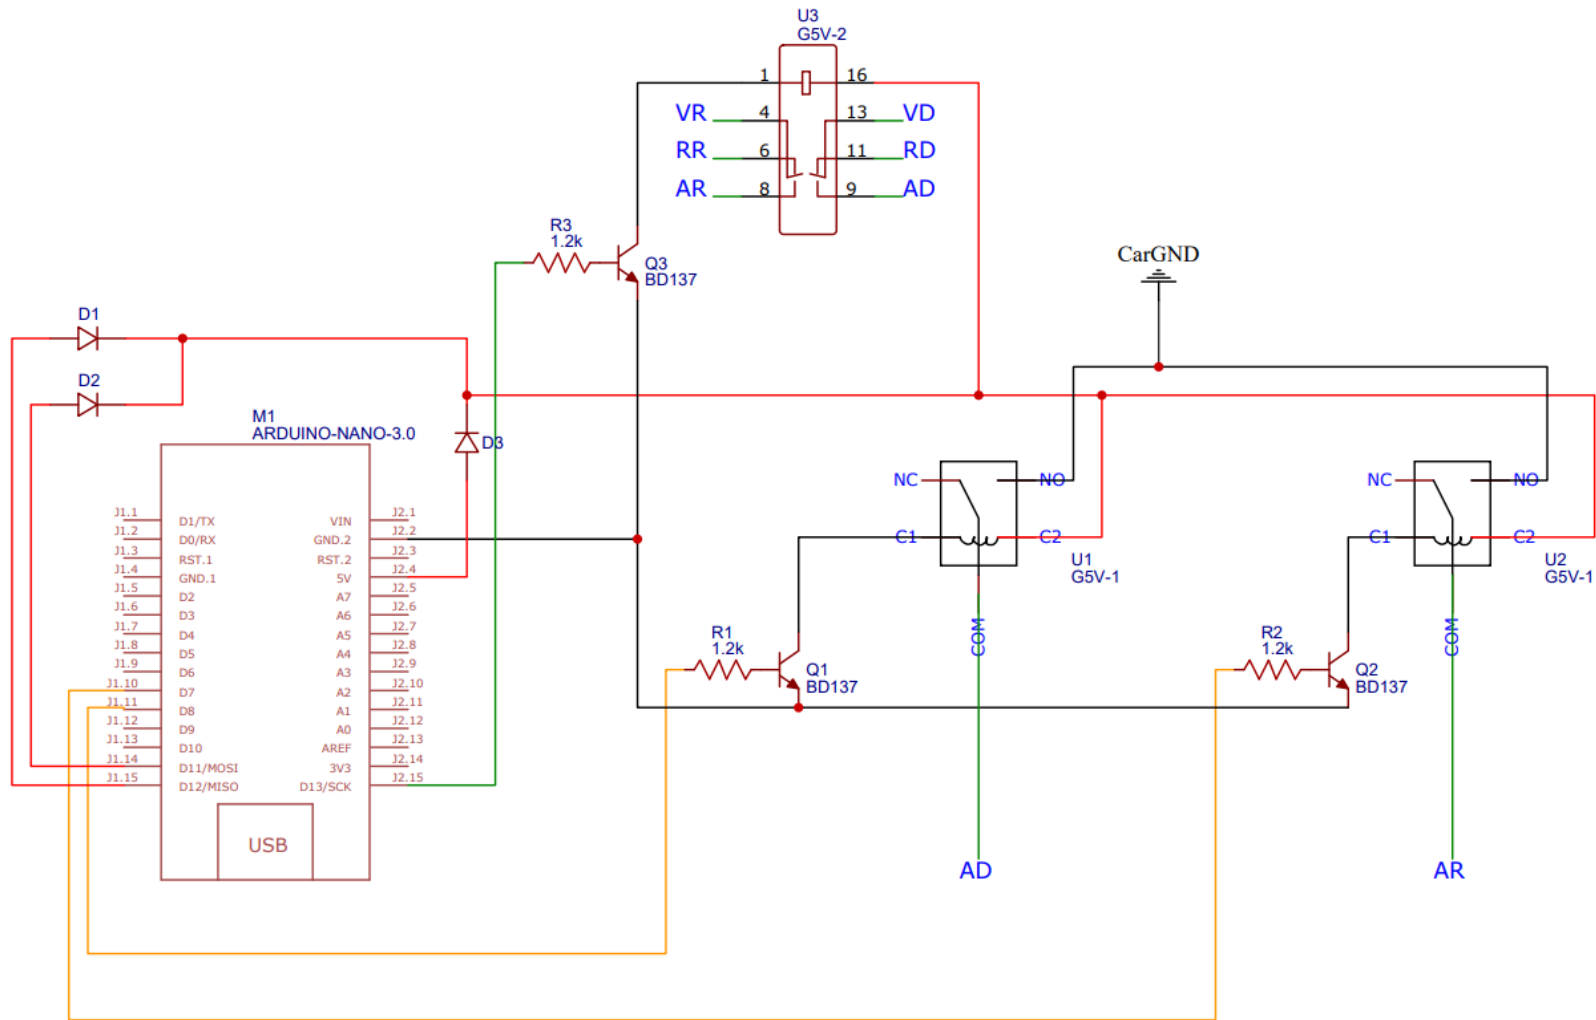 U3
G5V-2
1
16
VR
4
13
VD
RR
6
11
RD
AR
8
9
AD
R3
1.2k
Q3
BD137
CarGND
D1
D2
D3
M1
ARDUINO-NANO-3.0
J1.1
D1/TX
VIN
J2.1
J1.2
D0/RX
GND.2
J2.2
J1.3
RST.1
RST.2
J2.3
J1.4
GND.1
5V
J2.4
J1.5
D2
A7
J2.5
J1.6
D3
A6
J2.6
J1.7
D4
A5
J2.7
J1.8
D5
A4
J2.8
J1.9
D6
A3
J2.9
J1.10
D7
A2
J2.10
J1.11
D8
A1
J2.11
J1.12
D9
A0
J2.12
J1.13
D10
AREF
J2.13
J1.14
D11/MOSI
3V3
J2.14
J1.15
D12/MISO
D13/SCK
J2.15
USB
NC
NO
C1
C2
U1
G5V-1
COM
R1
1.2k
Q1
BD137
AD
NC
NO
C1
C2
U2
G5V-1
COM
R2
1.2k
Q2
BD137
AR